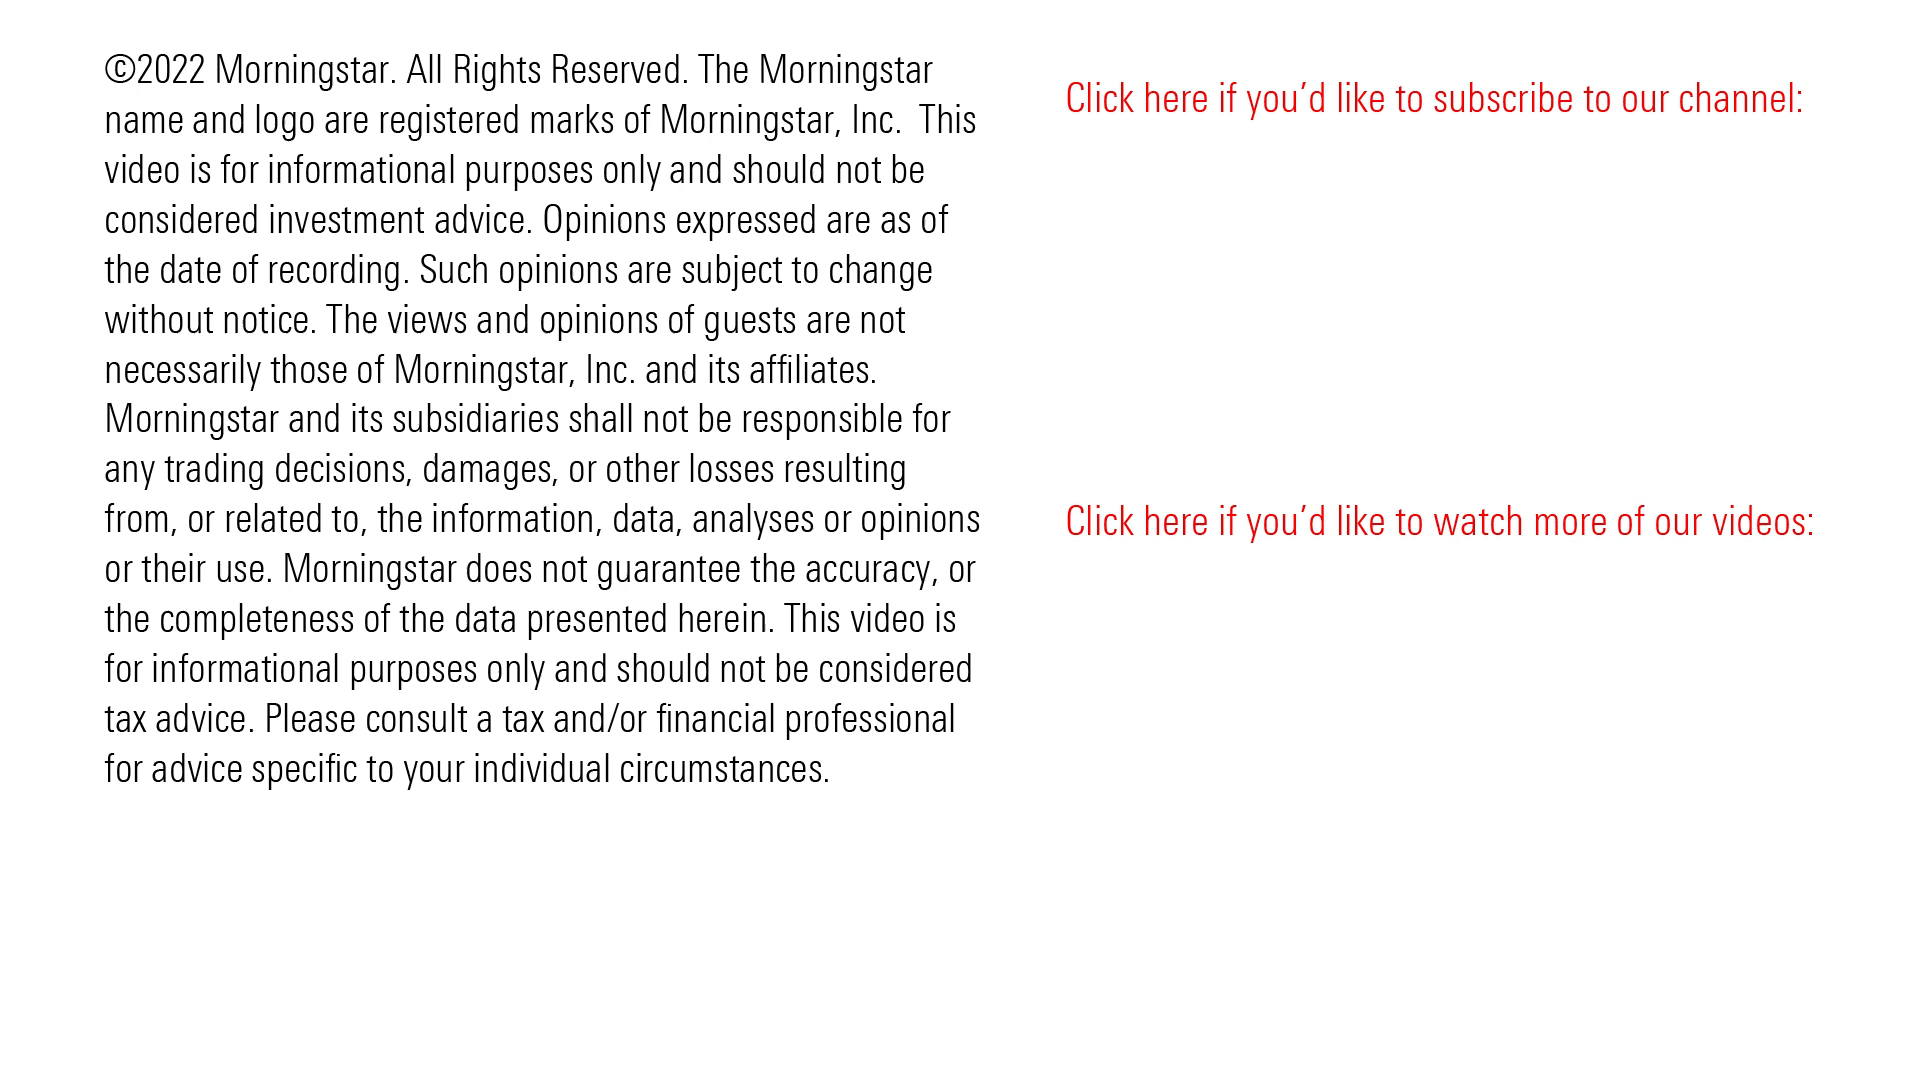 ©2022 Morningstar. All Rights Reserved. The Morningstar
name and logo are registered marks of Morningstar, Inc.  This
video is for informational purposes only and should not be
considered investment advice. Opinions expressed are as of
the date of recording. Such opinions are subject to change
without notice. The views and opinions of guests are not
necessarily those of Morningstar, Inc. and its affiliates.
Morningstar and its subsidiaries shall not be responsible for
any trading decisions, damages, or other losses resulting
from, or related to, the information, data, analyses or opinions
or their use. Morningstar does not guarantee the accuracy, or
the completeness of the data presented herein. This video is
for informational purposes only and should not be considered
tax advice. Please consult a tax and/or financial professional
for advice specific to your individual circumstances.
Click here if you’d like to subscribe to our channel:
Click here if you’d like to watch more of our videos: